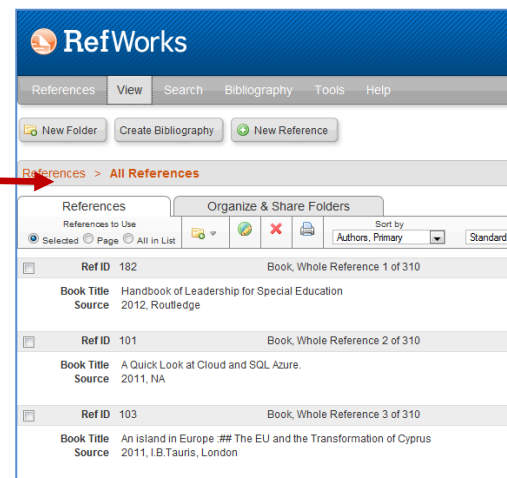 RefWorks
References View Search Bibliography Tools Help
New Folder Create Bibliography New Reference
References > All References
References Organize & Share Folders
References to Use Sort by
Selected Page All in List Authors, Primary Standard
Ref ID 182 Book, Whole Reference 1 of 310
Book Title Handbook of Leadership for Special Education
Source 2012, Routledge
Ref ID 101 Book, Whole Reference 2 of 310
Book Title A Quick Look at Cloud and SQL Azure.
Source 2011, NA
Ref ID 103 Book, Whole Reference 3 of 310
Book Title An island in Europe :## The EU and the Transformation of Cyprus
Source 2011, I.B.Tauris, London